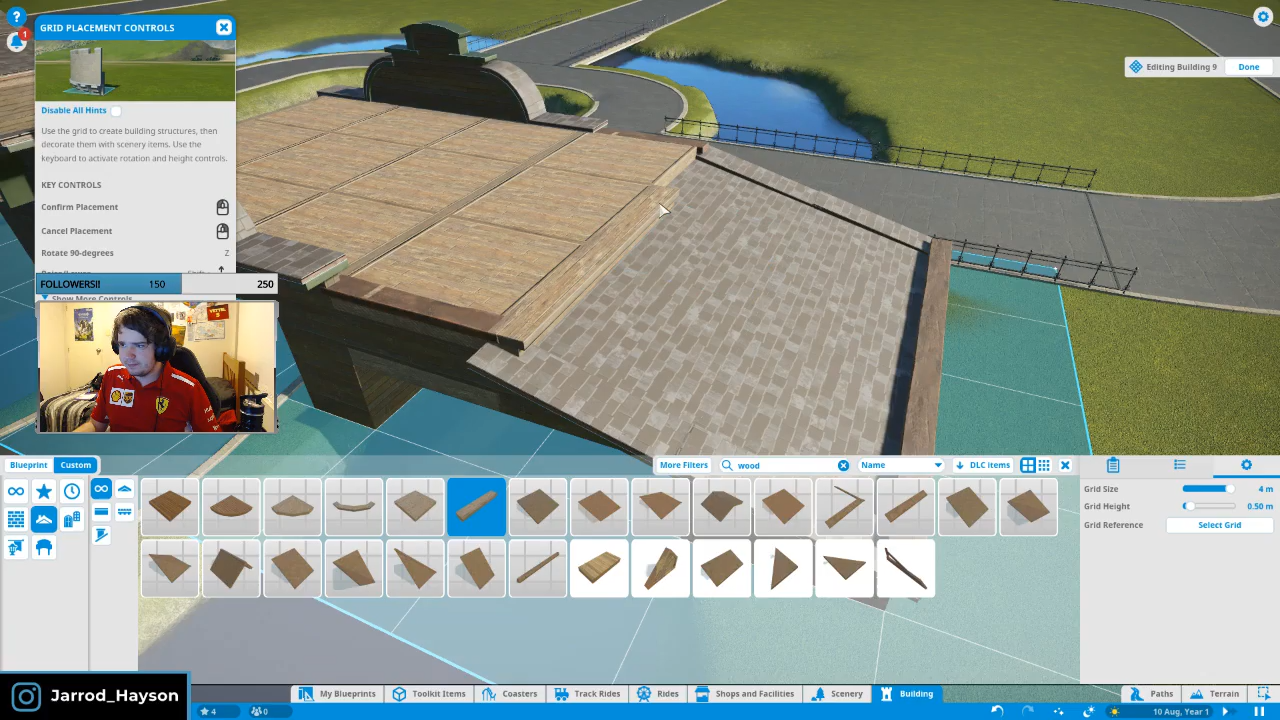 GRID PLACEMENT CONTROLS
1
Disable All Hints
Use the grid to create building structures, then
decorate them with scenery items. Use the
keyboard to activate rotation and height controls.
KEY CONTROLS
Confirm Placement
Cancel Placement
Rotate 90-degrees Z
FOLLOWERS!! 150 250
Show More Controls
Editing Building 9 Done
Blueprint Custom
More Filters wood Name DLC items
Grid Size 4 m
Grid Height 0.50 m
Grid Reference Select Grid
Jarrod_Hayson
My Blueprints Toolkit Items Coasters Track Rides Rides Shops and Facilities Scenery Building Paths Terrain
4 0 10 Aug, Year 1